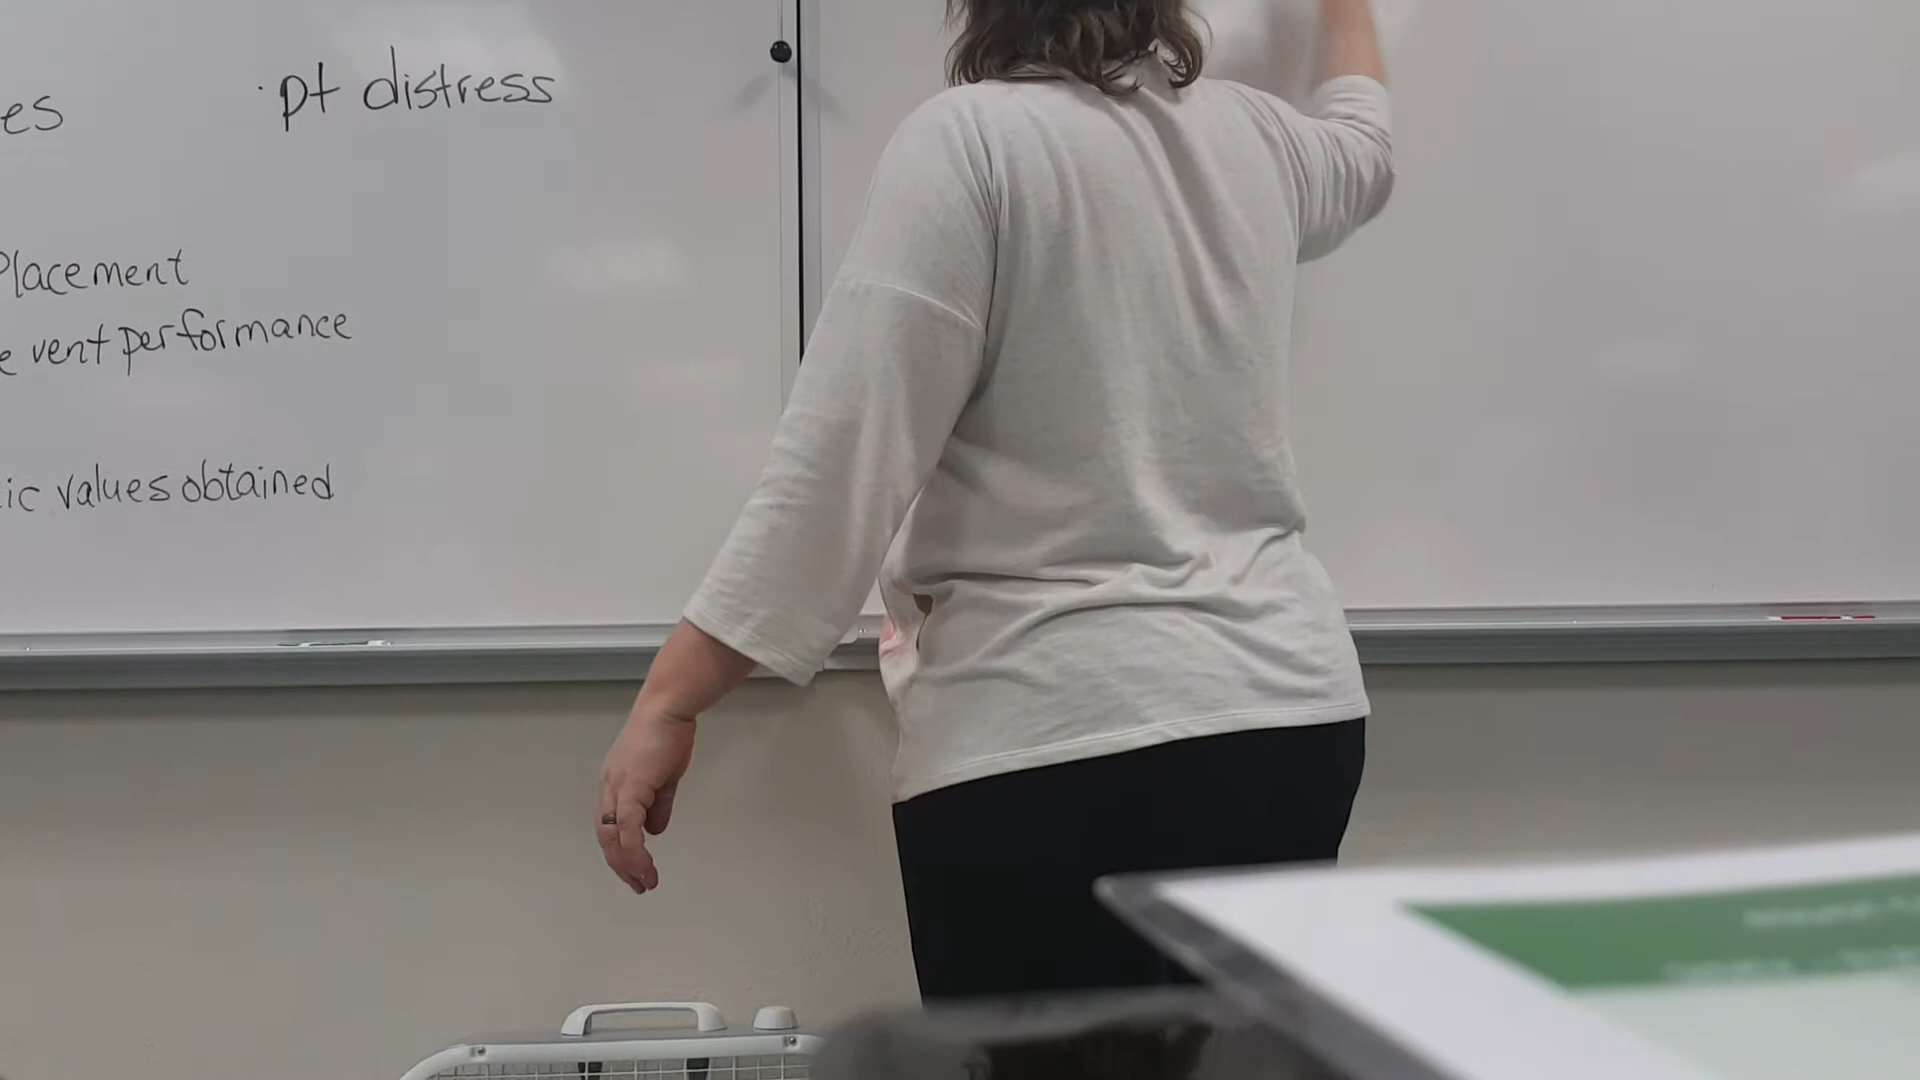 es
· pt distress
Placement
e vent performance
ic values obtained